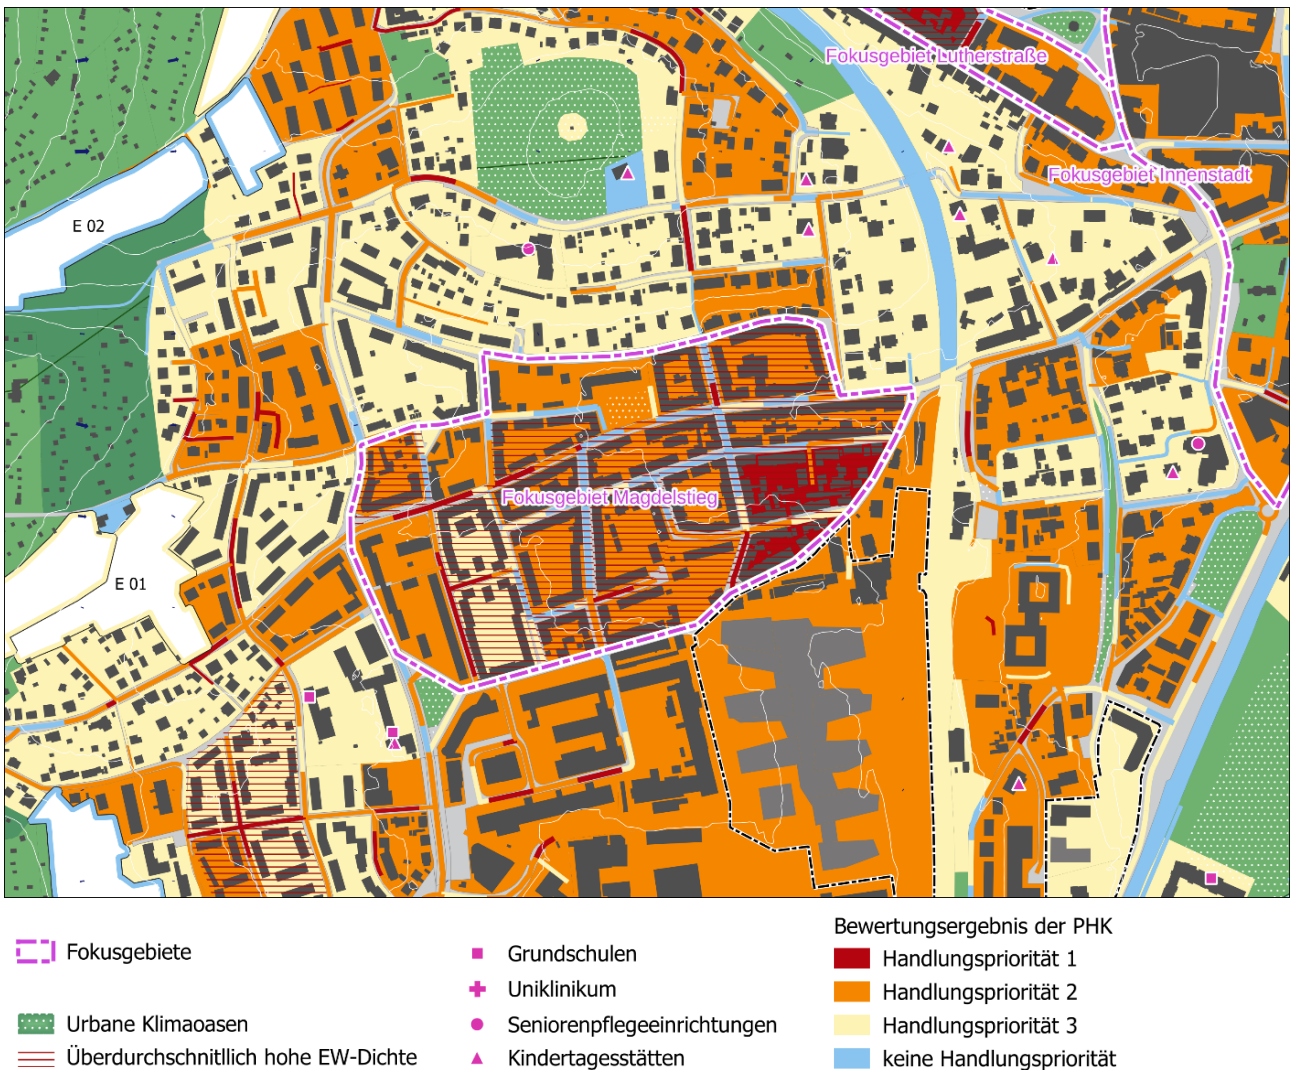 Fokusgebiet Lutherstraße
Fokusgebiet Innenstadt
E 02
Fokusgebiet Magdelstieg
E 01
Fokusgebiete
Urbane Klimaoasen
Überdurchschnitllich hohe EW-Dichte
Grundschulen
Uniklinikum
Seniorenpflegeeinrichtungen
Kindertagesstätten
Bewertungsergebnis der PHK
Handlungspriorität 1
Handlungspriorität 2
Handlungspriorität 3
keine Handlungspriorität